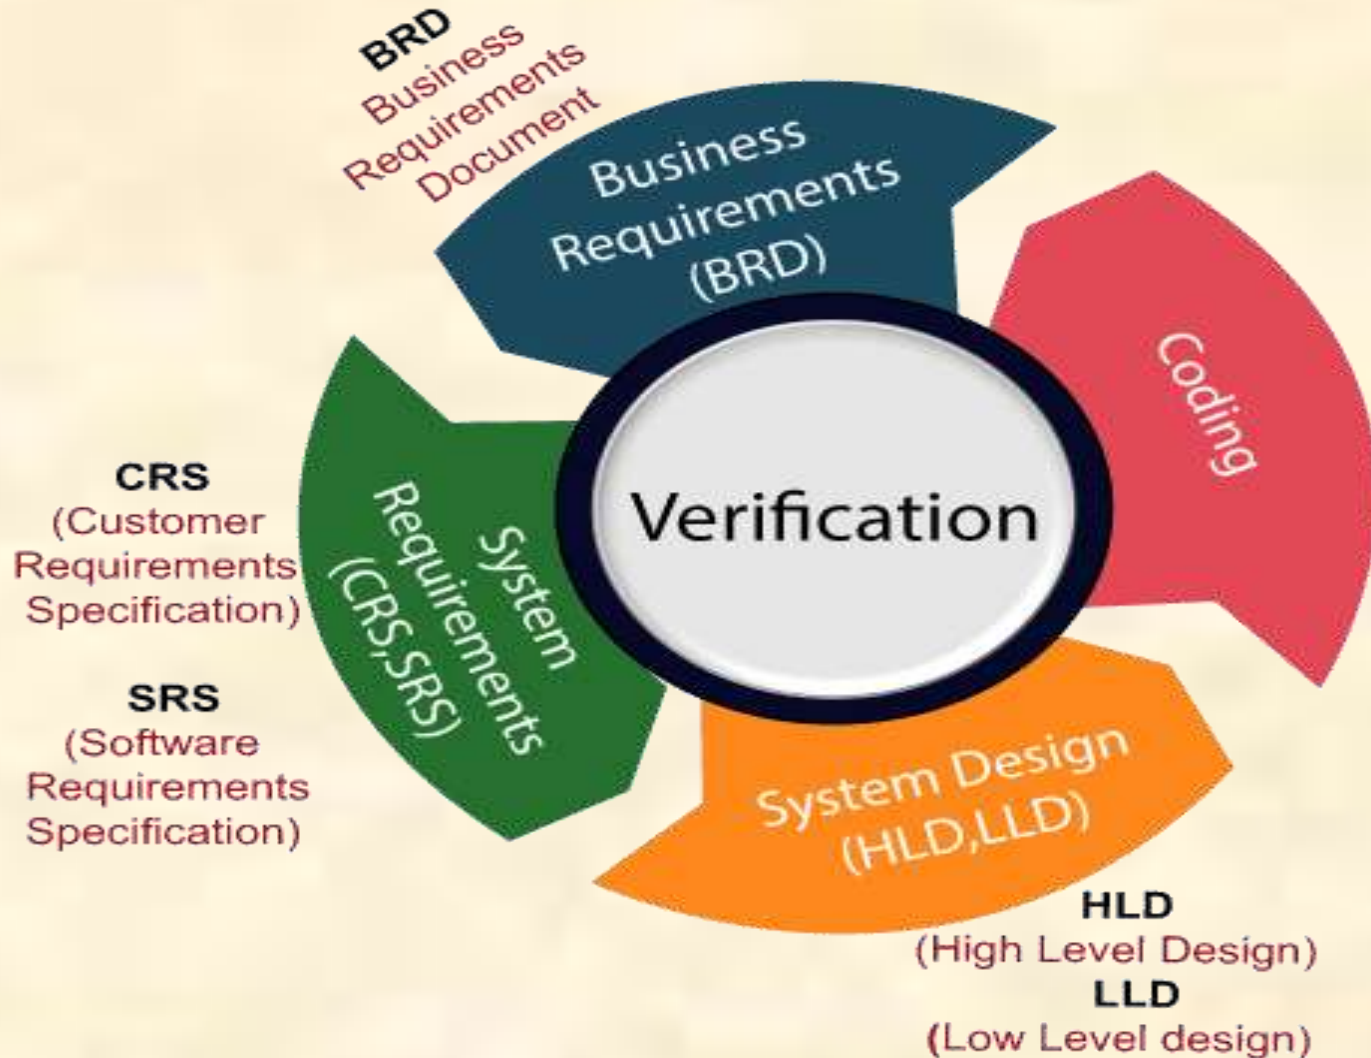 BRD
Business
Requirements
Document
Business
Requirements
(BRD)
Coding
Verification
System
Requirements
(CRS,SRS)
CRS
(Customer
Requirements
Specification)
SRS
(Software
Requirements
Specification)
System Design
(HLD,LLD)
HLD
(High Level Design)
LLD
(Low Level design)